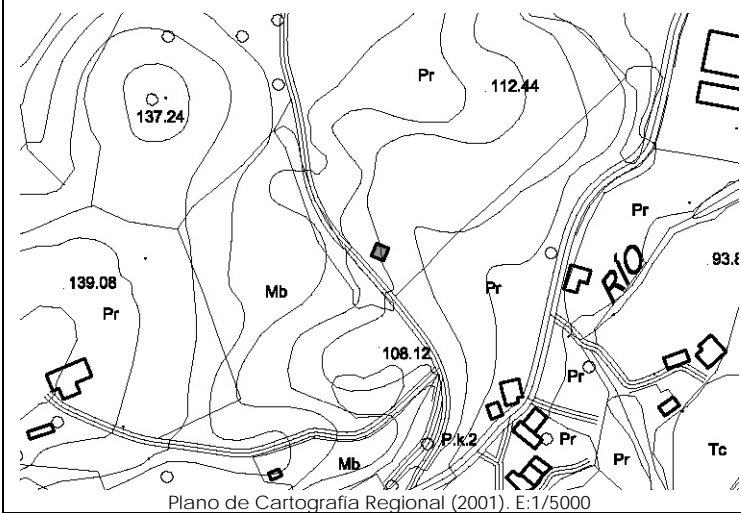 Pr
112.44
137.24
Pr
RÍO
93.8
139.08
Pr
Mb
Pr
108.12
Pr
P.k.2
Pr
Mb
Pr
Tc
Plano de Cartografía Regional (2001). E:1/5000